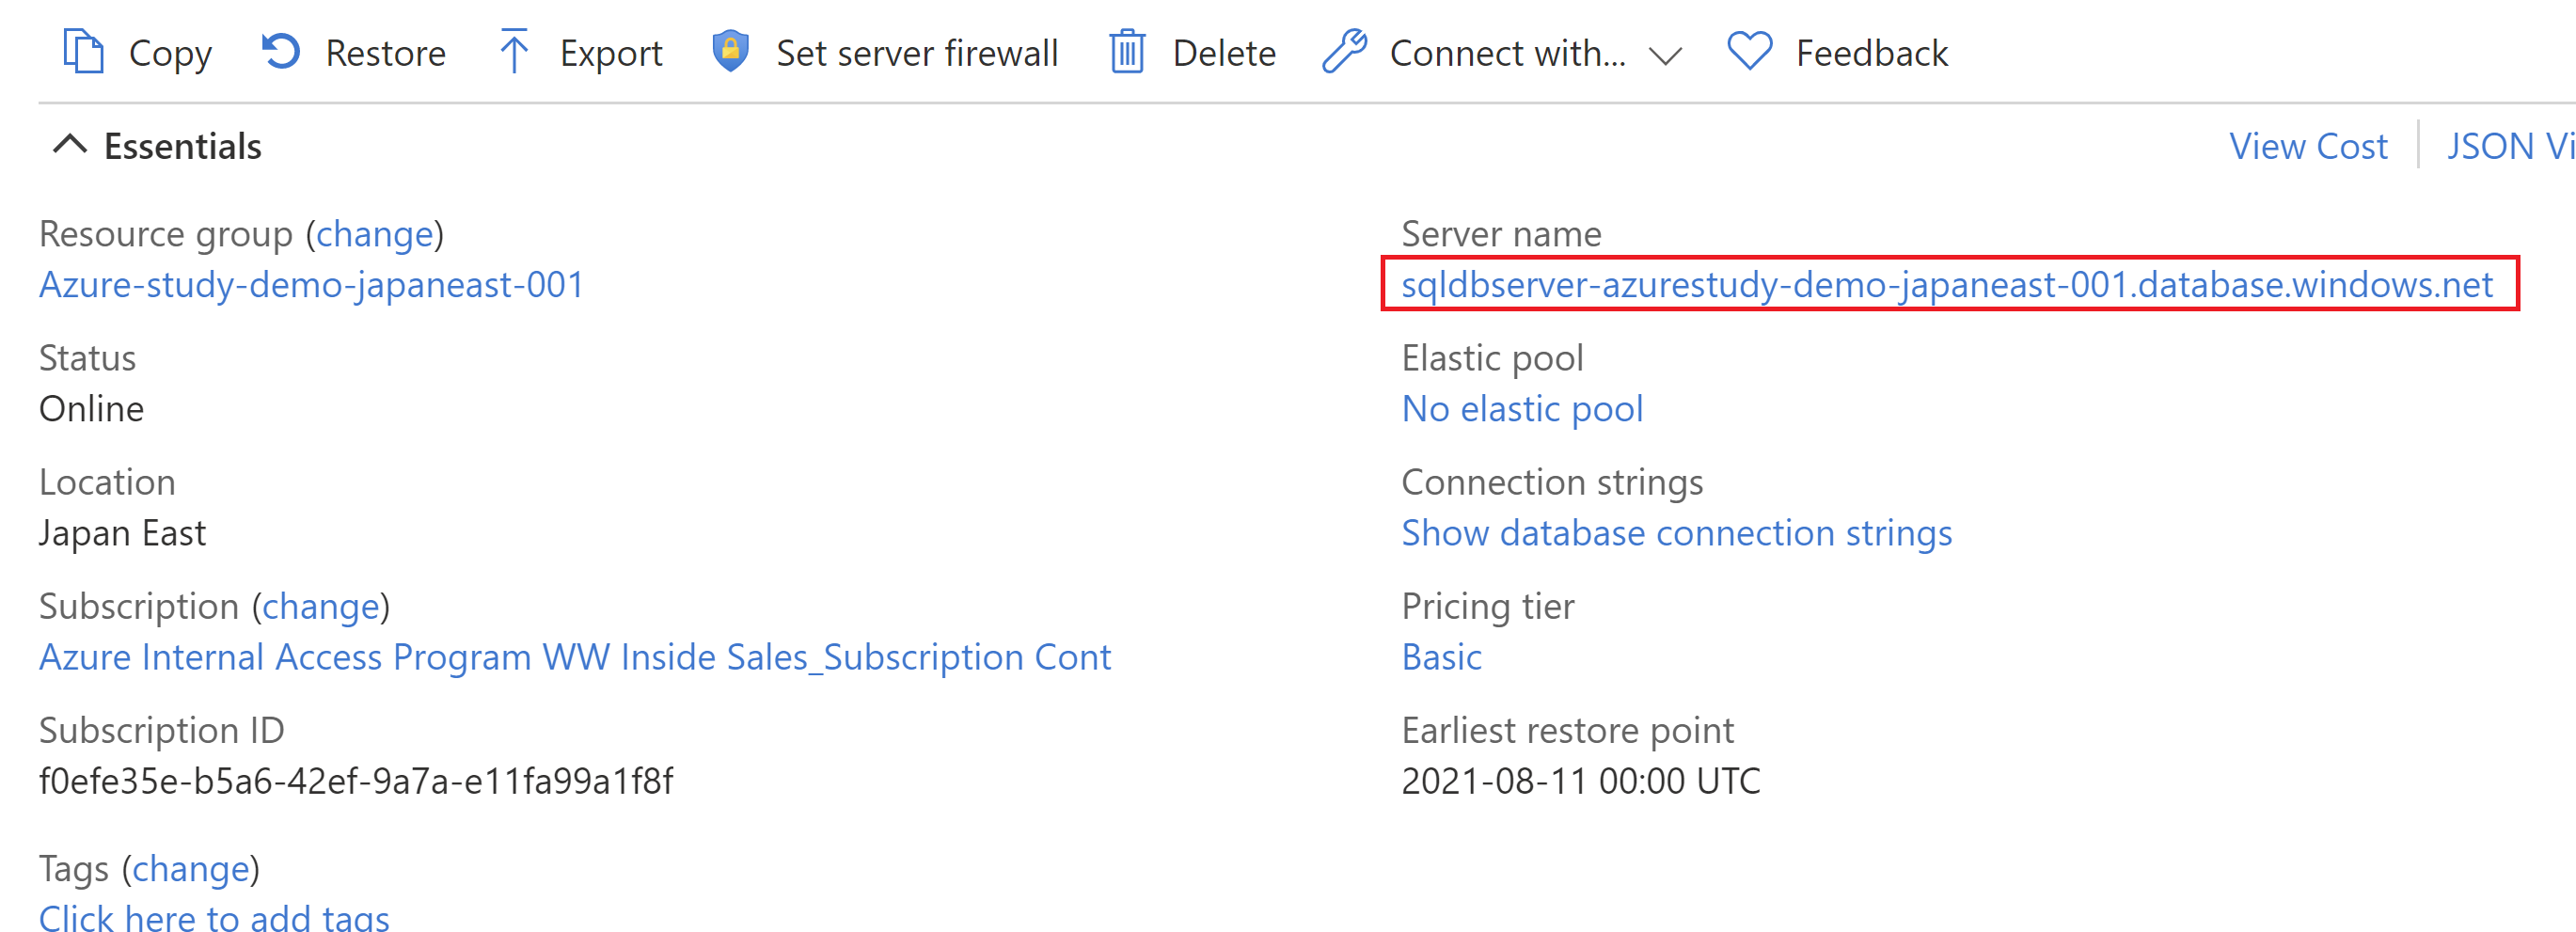 Copy Restore Export Set server firewall Delete Connect with... Feedback
Essentials
View Cost JSON Vi
Resource group (change)
Azure-study-demo-japaneast-001
Status
Online
Location
Japan East
Subscription (change)
Azure Internal Access Program WW Inside Sales_Subscription Cont
Subscription ID
f0efe35e-b5a6-42ef-9a7a-e11fa99a1f8f
Tags (change)
Click here to add tags
Server name
sqldbserver-azurestudy-demo-japaneast-001.database.windows.net
Elastic pool
No elastic pool
Connection strings
Show database connection strings
Pricing tier
Basic
Earliest restore point
2021-08-11 00:00 UTC